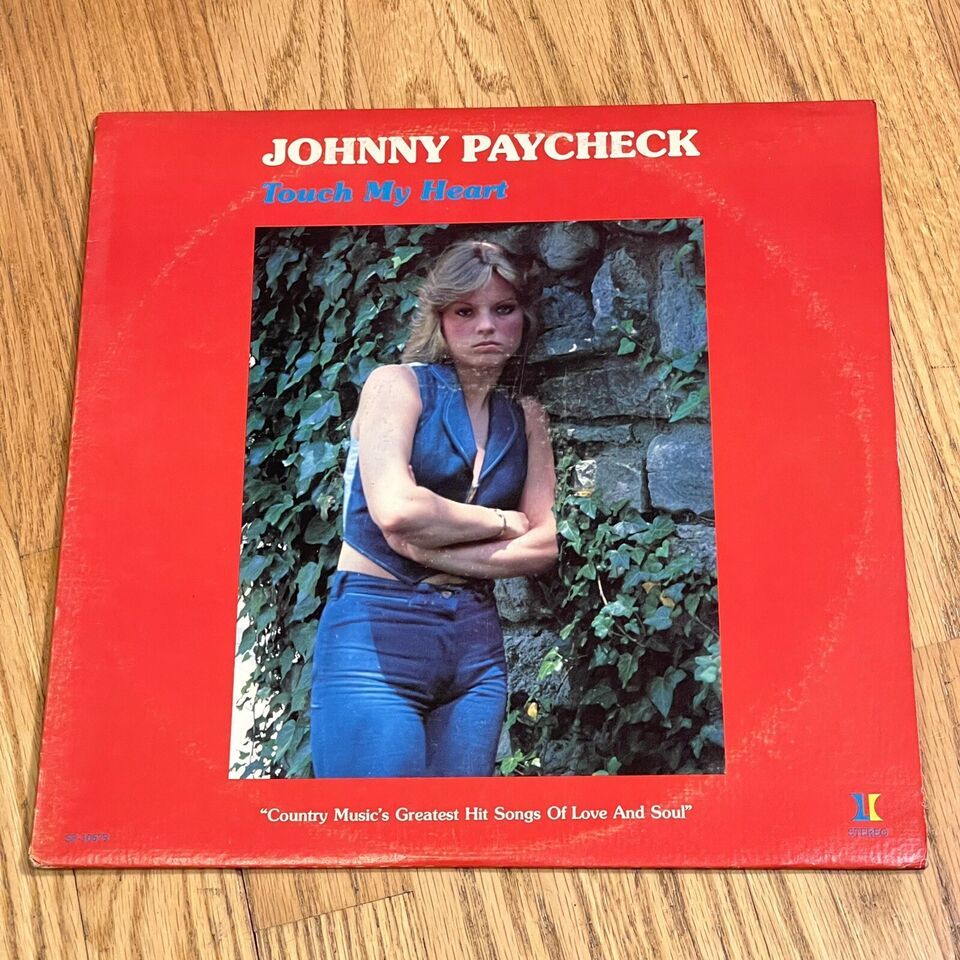 JOHNNY PAYCHECK
Touch My Heart
"Country Music's Greatest Hit Songs Of Love And Soul"
STEREO